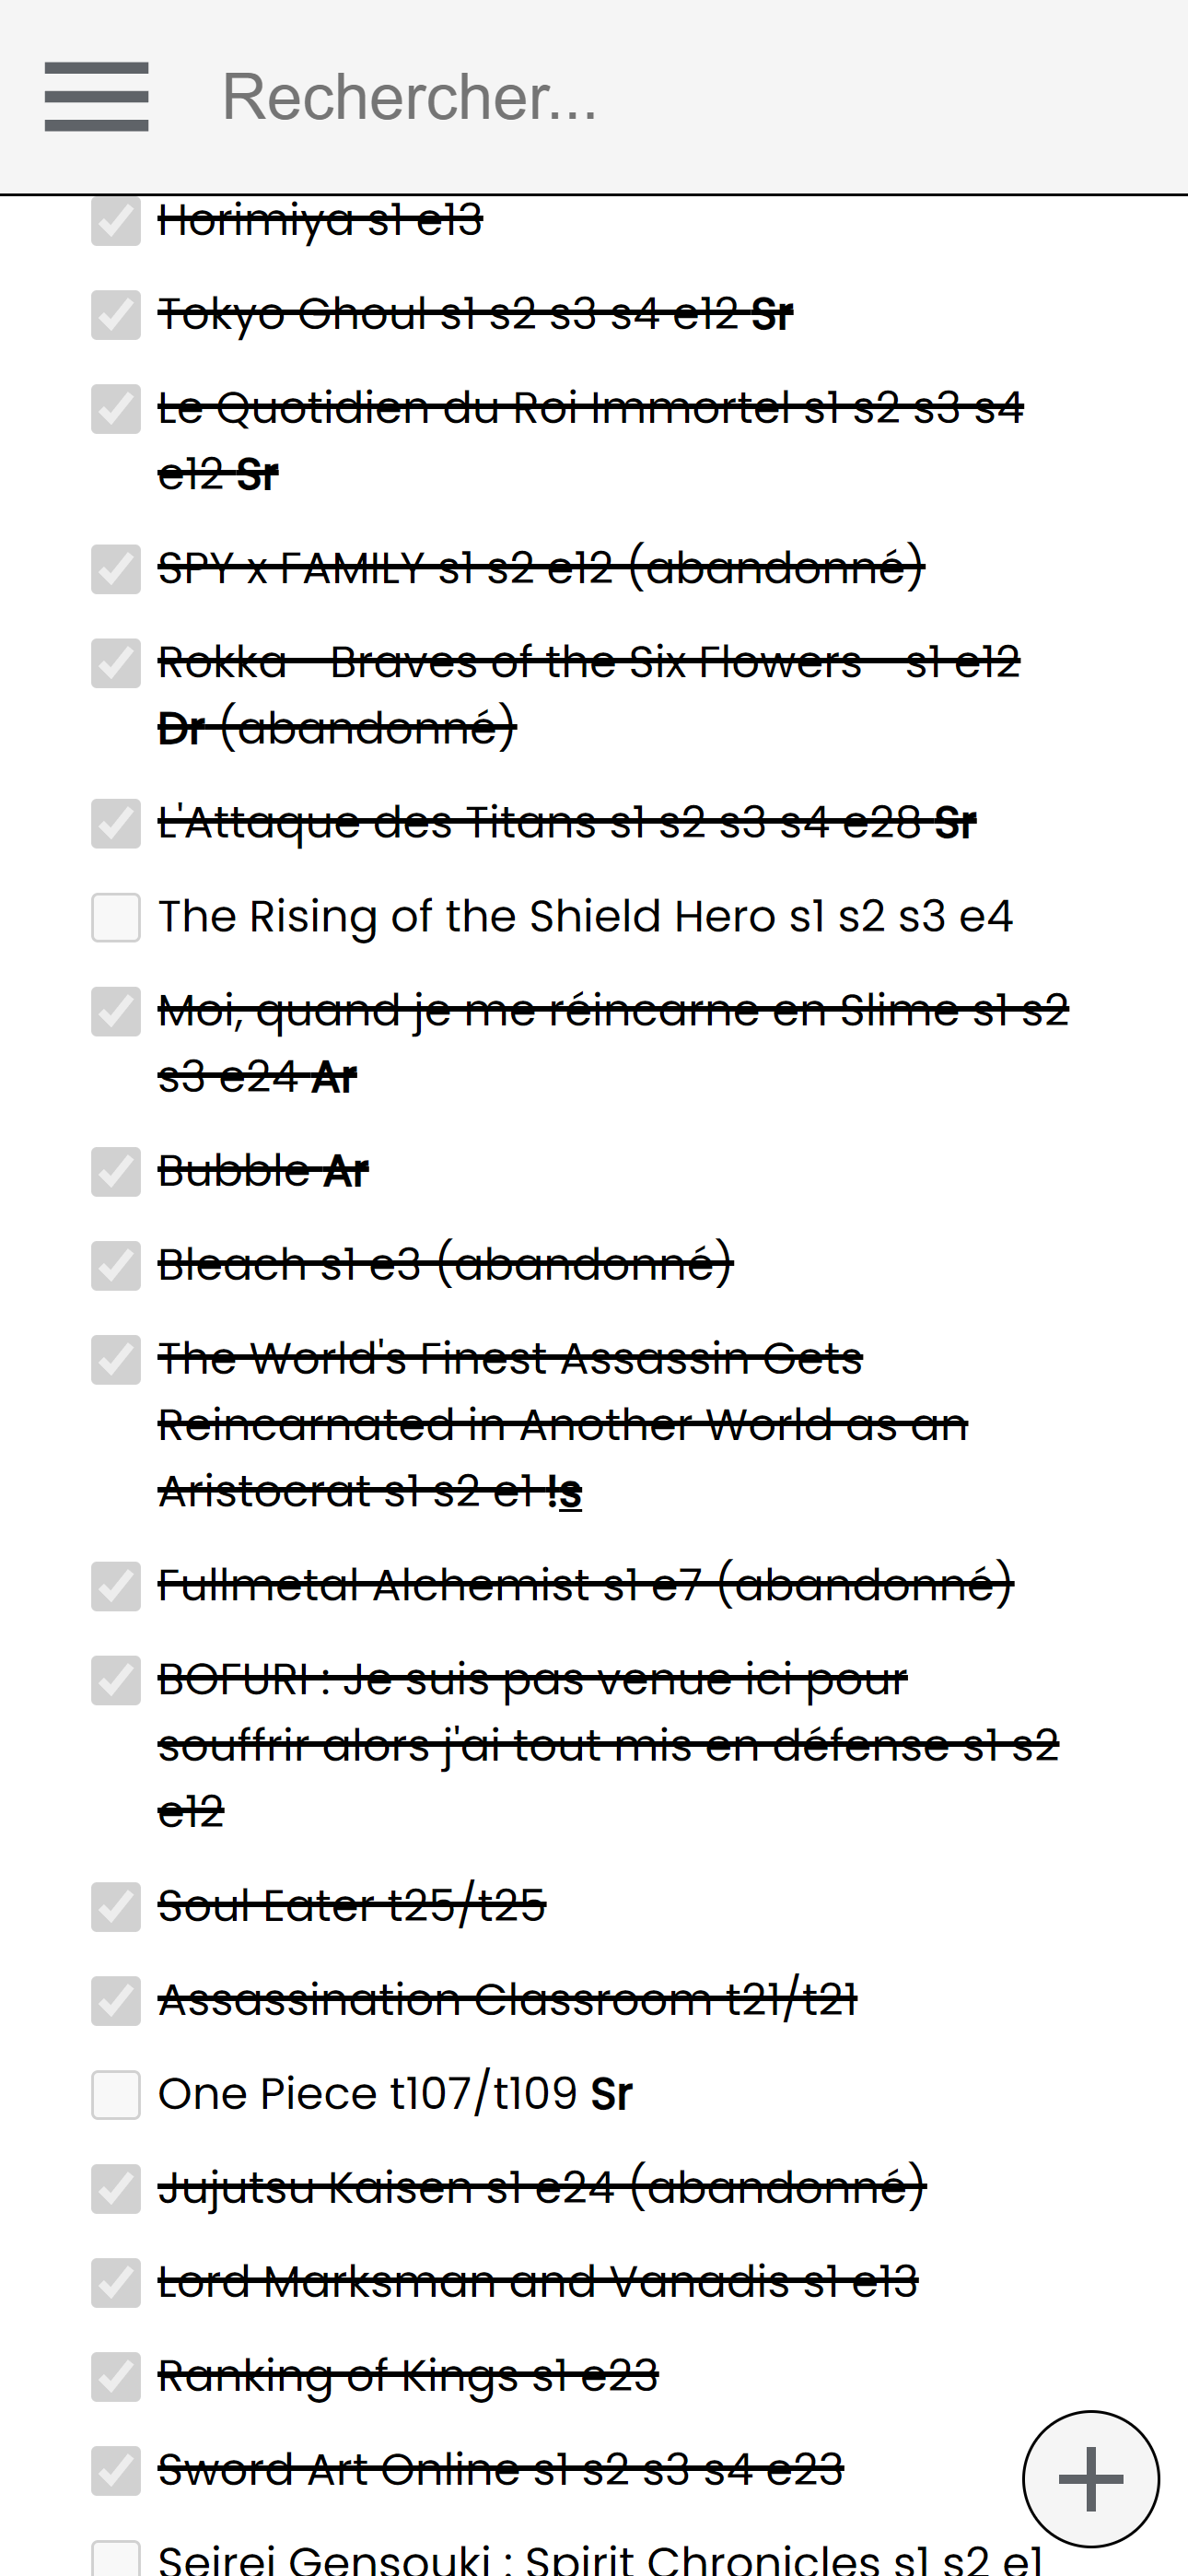 Rechercher...
Horimiya s1 e13
Tokyo Ghoul s1 s2 s3 s4 e12 Sr
Le Quotidien du Roi Immortel s1 s2 s3 s4
e12 Sr
SPY x FAMILY s1 s2 e12 (abandonné)
Rokka - Braves of the Six Flowers - s1 e12
Dr (abandonné)
L'Attaque des Titans s1 s2 s3 s4 e28 Sr
The Rising of the Shield Hero s1 s2 s3 e4
Moi, quand je me réincarne en Slime s1 s2
s3 e24 Ar
Bubble Ar
Bleach s1 e3 (abandonné)
The World's Finest Assassin Gets
Reincarnated in Another World as an
Aristocrat s1 s2 e1 !s
Fullmetal Alchemist s1 e7 (abandonné)
BOFURI : Je suis pas venue ici pour
souffrir alors j'ai tout mis en défense s1 s2
e12
Soul Eater t25/t25
Assassination Classroom t21/t21
One Piece t107/t109 Sr
Jujutsu Kaisen s1 e24 (abandonné)
Lord Marksman and Vanadis s1 e13
Ranking of Kings s1 e23
Sword Art Online s1 s2 s3 s4 e23
Seirei Gensouki : Spirit Chronicles s1 s2 e1